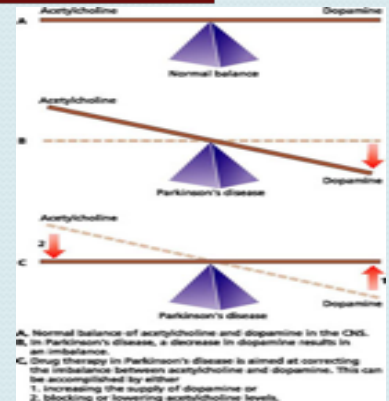 Acetylcholine Dopamine
A
Normal balance
Acetylcholine
B
Parkinson's disease
Dopamine
Acetylcholine
2
C
1
Parkinson's disease
Dopamine
A. Normal balance of acetylcholine and dopamine in the CNS.
B. In Parkinson's disease, a decrease in dopamine results in
an imbalance.
C. Drug therapy in Parkinson's disease is aimed at correcting
the imbalance between acetylcholine and dopamine. This can
be accomplished by either
1. increasing the supply of dopamine or
2. blocking or lowering acetylcholine levels.